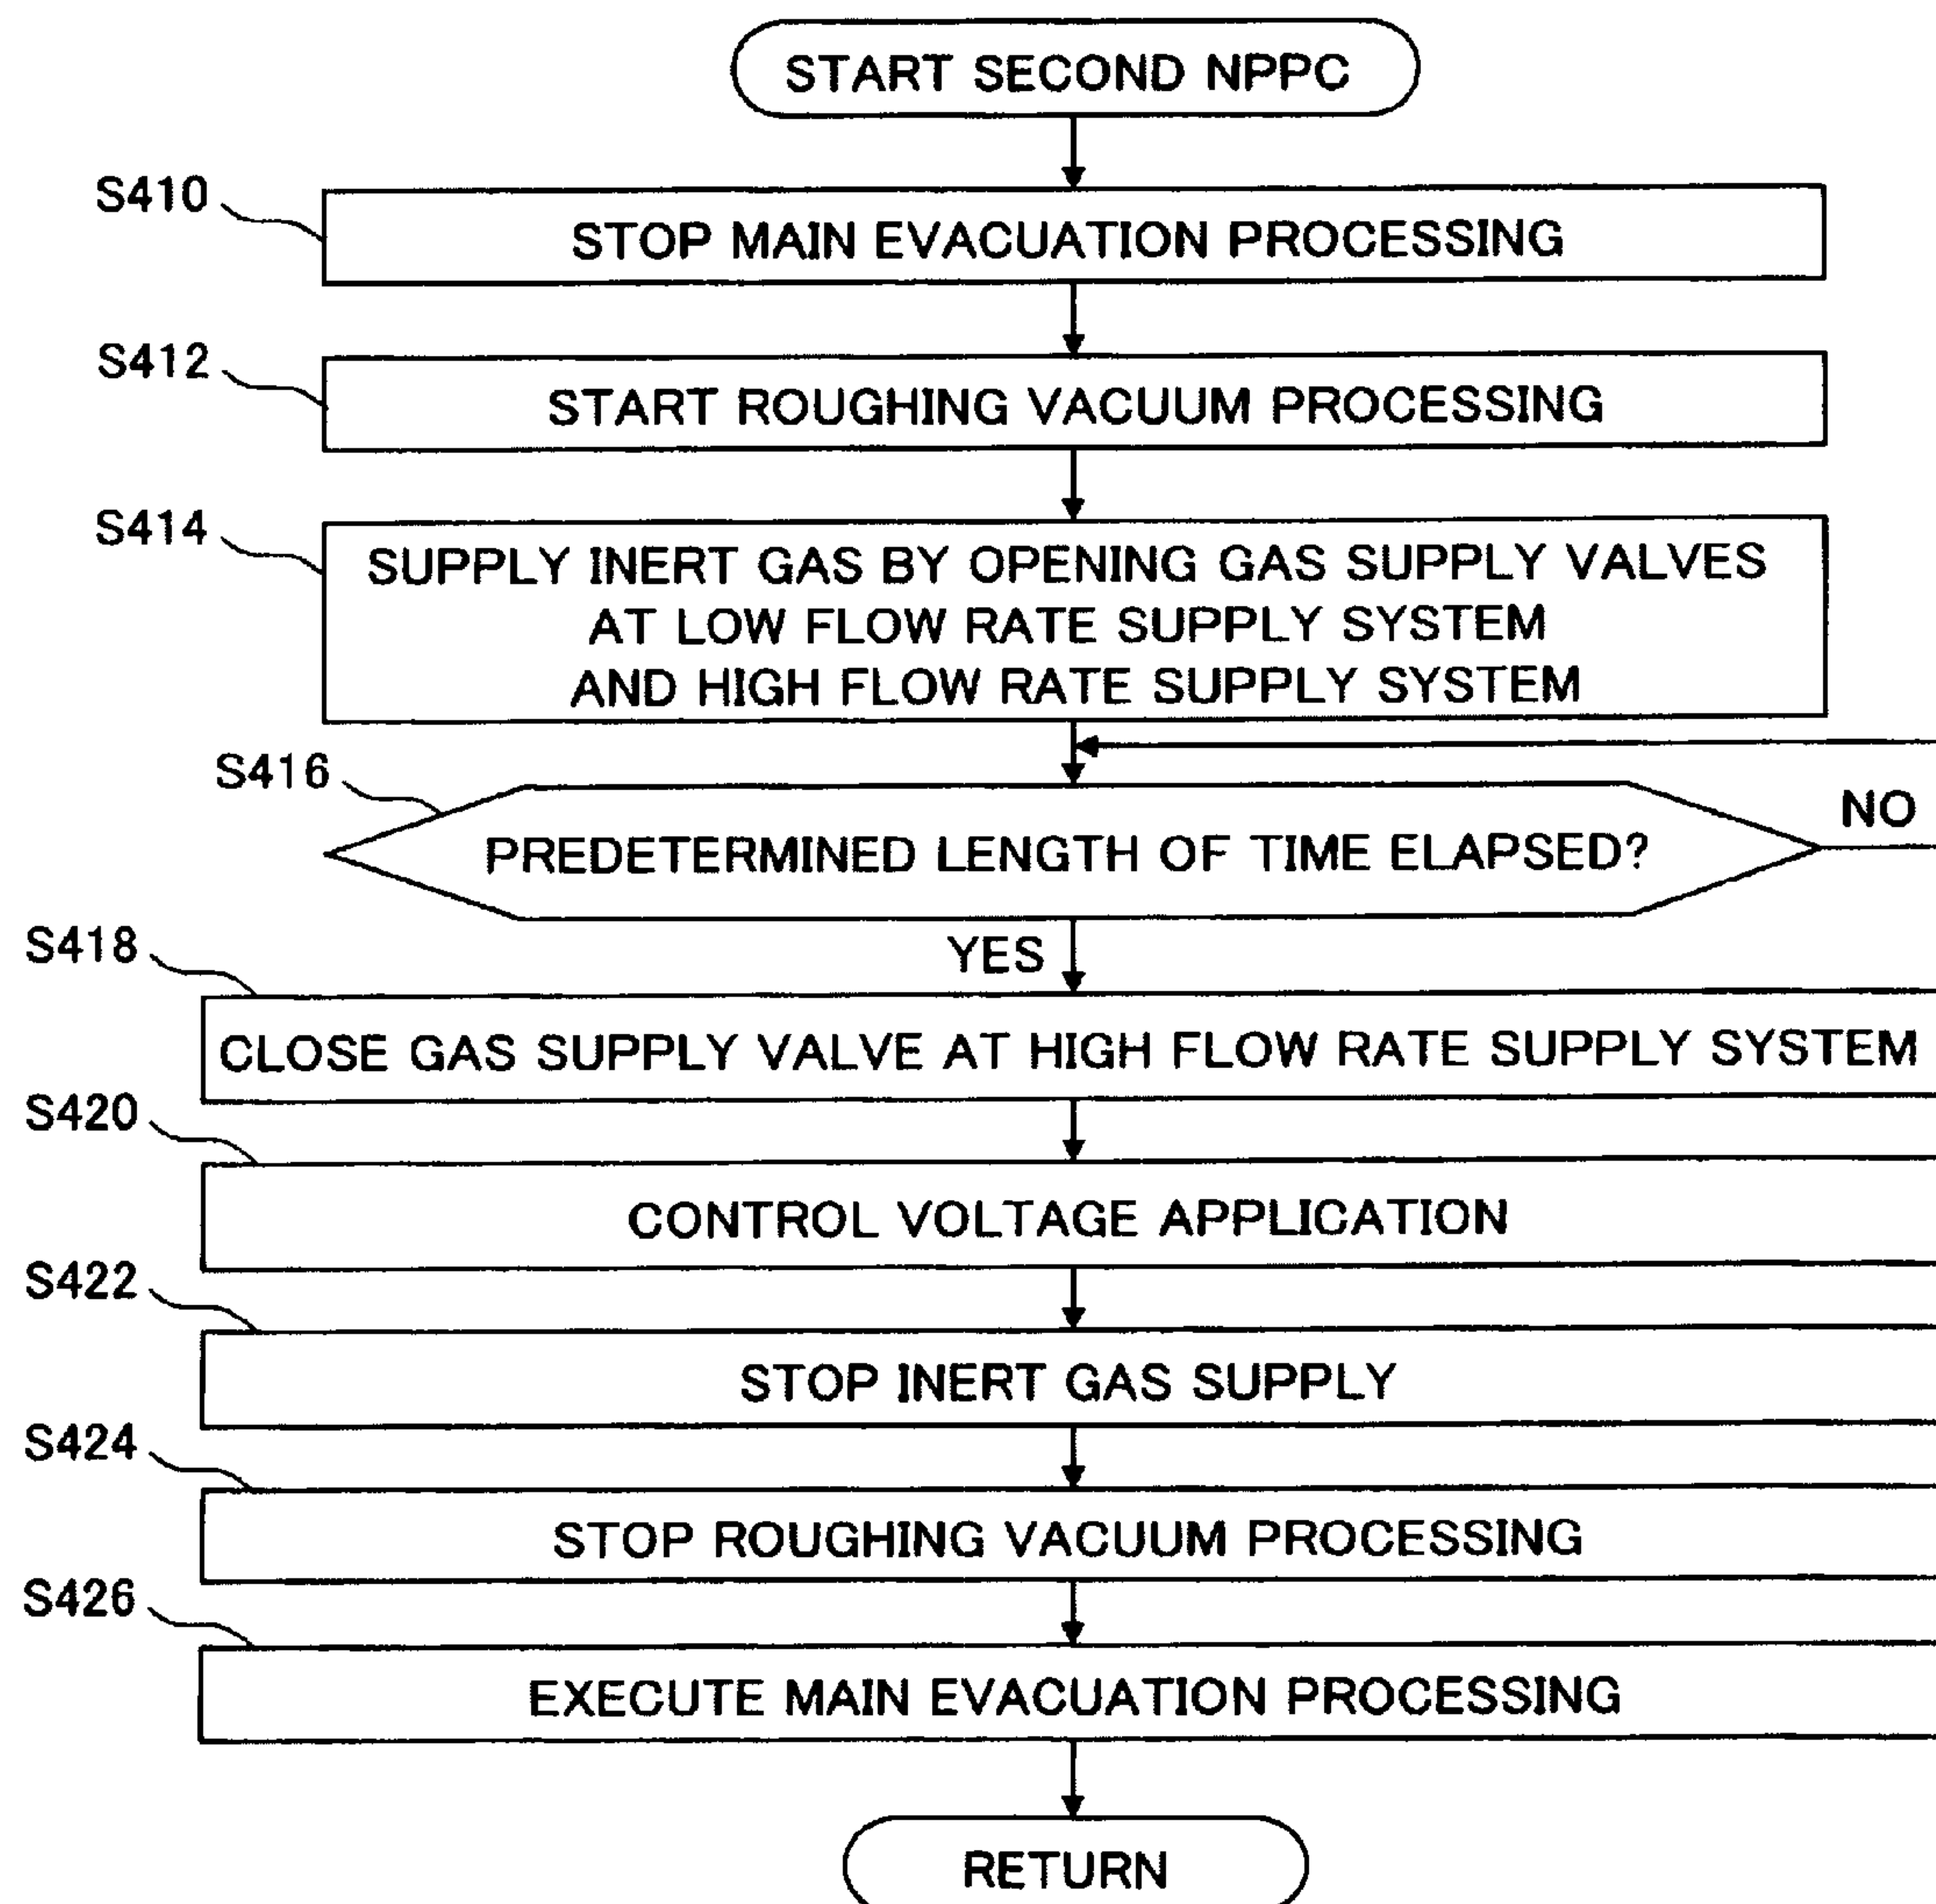 START SECOND NPPC
S410
STOP MAIN EVACUATION PROCESSING
S412
START ROUGHING VACUUM PROCESSING
S414
SUPPLY INERT GAS BY OPENING GAS SUPPLY VALVES
AT LOW FLOW RATE SUPPLY SYSTEM
AND HIGH FLOW RATE SUPPLY SYSTEM
S416
PREDETERMINED LENGTH OF TIME ELAPSED?
NO
YES
S418
CLOSE GAS SUPPLY VALVE AT HIGH FLOW RATE SUPPLY SYSTEM
S420
CONTROL VOLTAGE APPLICATION
S422
STOP INERT GAS SUPPLY
S424
STOP ROUGHING VACUUM PROCESSING
S426
EXECUTE MAIN EVACUATION PROCESSING
RETURN